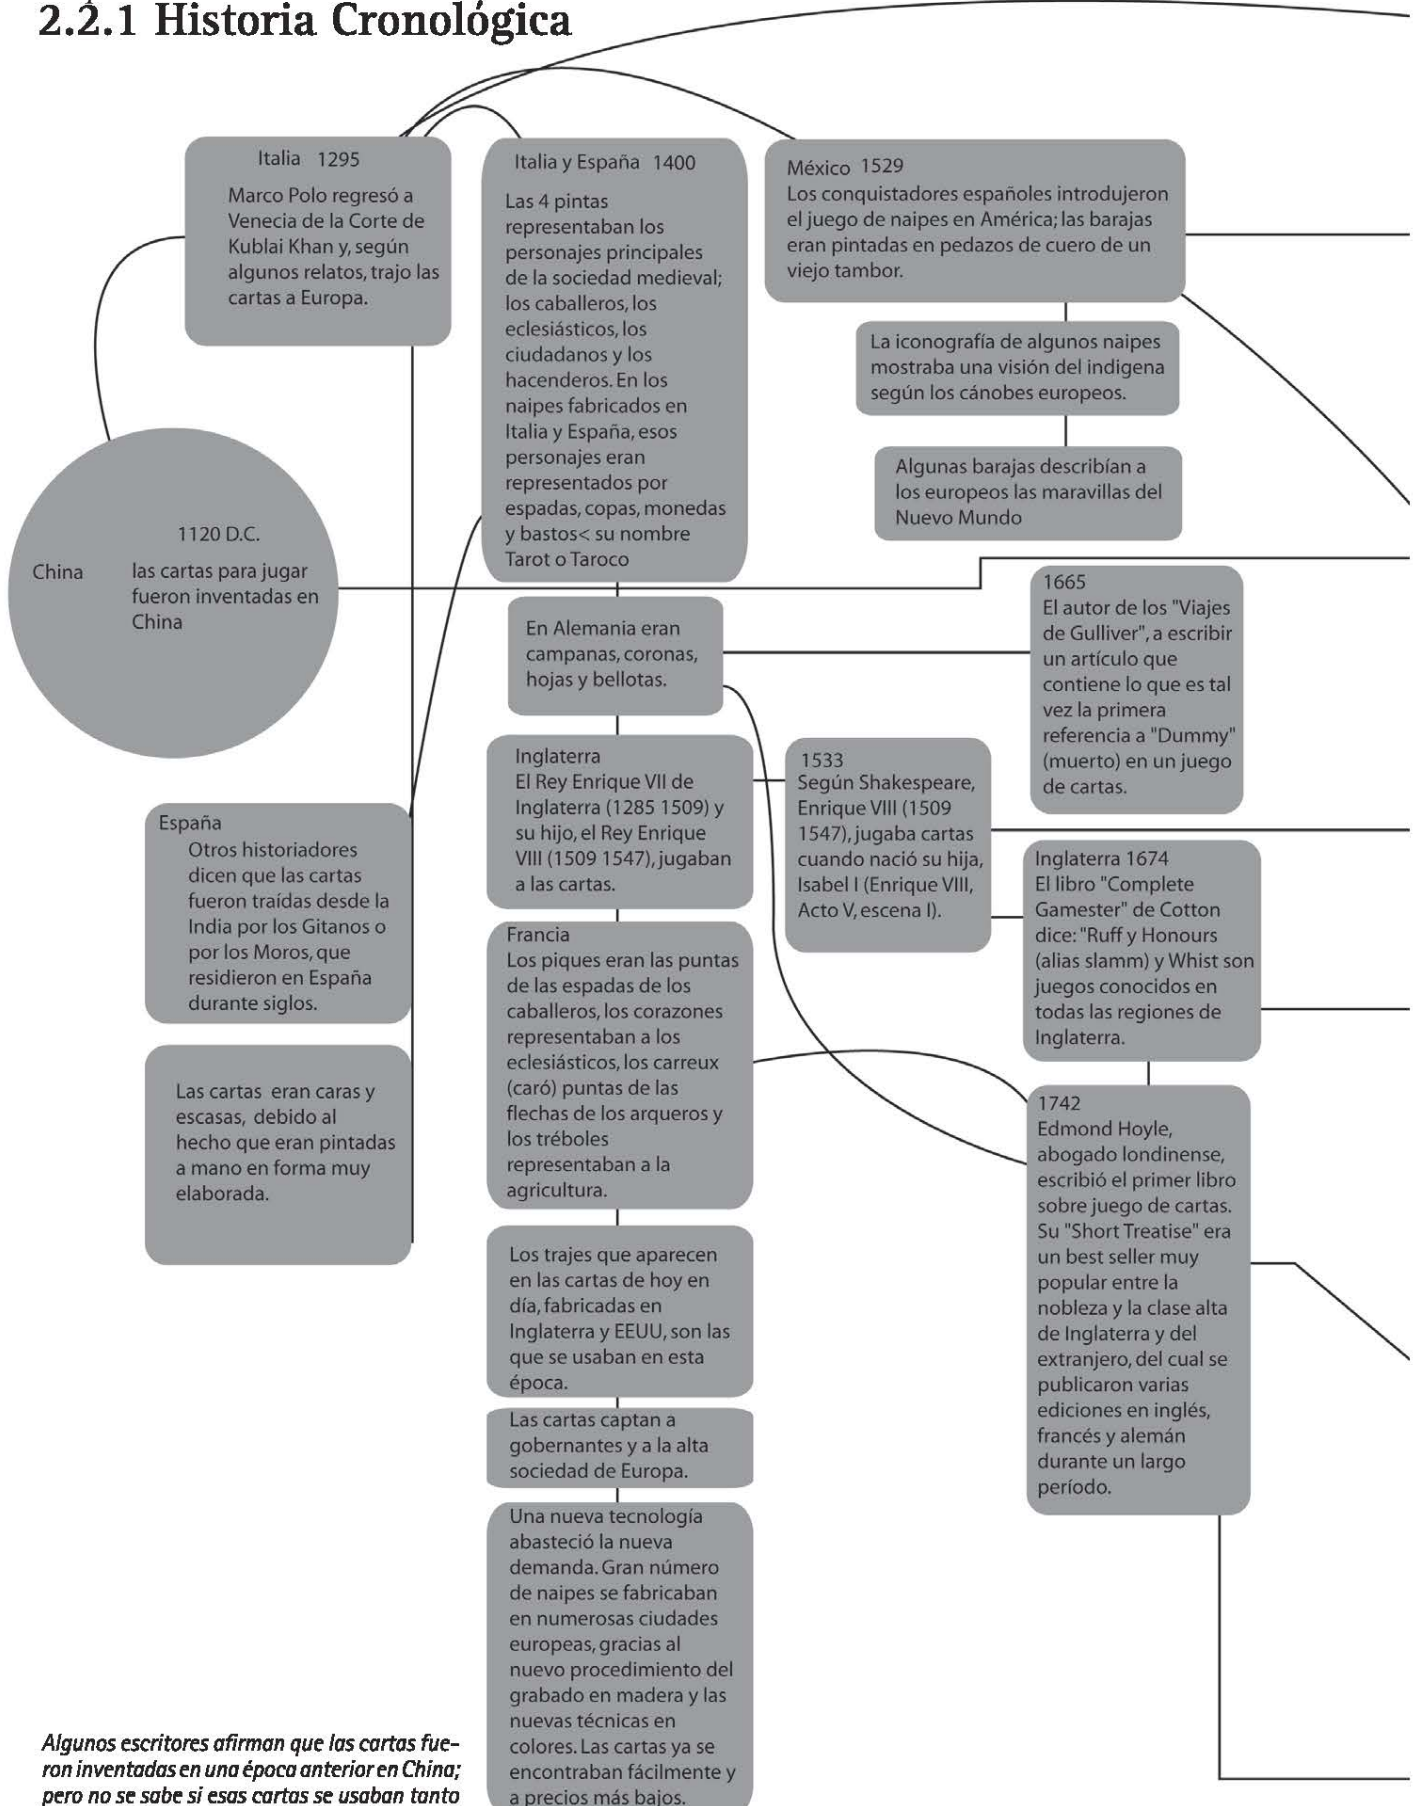 2.2.1 Historia Cronológica
Italia 1295
Marco Polo regresó a
Venecia de la Corte de
Kublai Khan y, según
algunos relatos, trajo las
cartas a Europa.
Italia y España 1400
Las 4 pintas
representaban los
personajes principales
de la sociedad medieval;
los caballeros, los
eclesiásticos, los
ciudadanos y los
hacenderos. En los
naipes fabricados en
Italia y España, esos
personajes eran
representados por
espadas, copas, monedas
y bastos< su nombre
Tarot o Taroco
México 1529
Los conquistadores españoles introdujeron
el juego de naipes en América; las barajas
eran pintadas en pedazos de cuero de un
viejo tambor.
La iconografía de algunos naipes
mostraba una visión del indigena
según los cánobes europeos.
Algunas barajas describían a
los europeos las maravillas del
Nuevo Mundo
1120 D.C.
China
las cartas para jugar
fueron inventadas en
China
En Alemania eran
campanas, coronas,
hojas y bellotas.
1665
El autor de los "Viajes
de Gulliver", a escribir
un artículo que
contiene lo que es tal
vez la primera
referencia a "Dummy"
(muerto) en un juego
de cartas.
Inglaterra
El Rey Enrique VII de
Inglaterra (1285 1509) y
su hijo, el Rey Enrique
VIII (1509 1547), jugaban
a las cartas.
1533
Según Shakespeare,
Enrique VIII (1509
1547), jugaba cartas
cuando nació su hija,
Isabel I (Enrique VIII,
Acto V, escena I).
España
Otros historiadores
dicen que las cartas
fueron traídas desde la
India por los Gitanos o
por los Moros, que
residieron en España
durante siglos.
Inglaterra 1674
El libro "Complete
Gamester" de Cotton
dice: "Ruff y Honours
(alias slamm) y Whist son
juegos conocidos en
todas las regiones de
Inglaterra.
Francia
Los piques eran las puntas
de las espadas de los
caballeros, los corazones
representaban a los
eclesiásticos, los carreux
(caró) puntas de las
flechas de los arqueros y
los tréboles
representaban a la
agricultura.
Las cartas eran caras y
escasas, debido al
hecho que eran pintadas
a mano en forma muy
elaborada.
1742
Edmond Hoyle,
abogado londinense,
escribió el primer libro
sobre juego de cartas.
Su "Short Treatise" era
un best seller muy
popular entre la
nobleza y la clase alta
de Inglaterra y del
extranjero, del cual se
publicaron varias
ediciones en inglés,
francés y alemán
durante un largo
período.
Los trajes que aparecen
en las cartas de hoy en
día, fabricadas en
Inglaterra y EEUU, son las
que se usaban en esta
época.
Las cartas captan a
gobernantes y a la alta
sociedad de Europa.
Una nueva tecnología
abasteció la nueva
demanda. Gran número
de naipes se fabricaban
en numerosas ciudades
europeas, gracias al
nuevo procedimiento del
grabado en madera y las
nuevas técnicas en
colores. Las cartas ya se
encontraban fácilmente y
a precios más bajos.
Algunos escritores afirman que las cartas fue-
ron inventadas en una época anterior en China;
pero no se sabe si esas cartas se usaban tanto